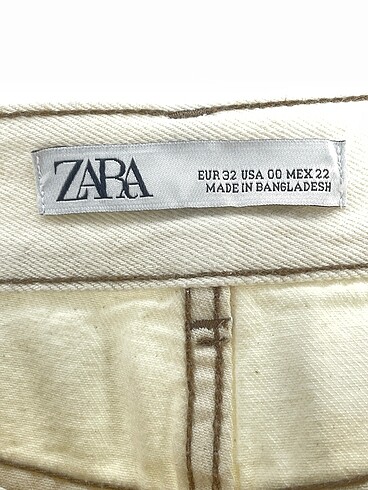 ZARA
EUR 32 USA 00 MEX 22
MADE IN BANGLADESH